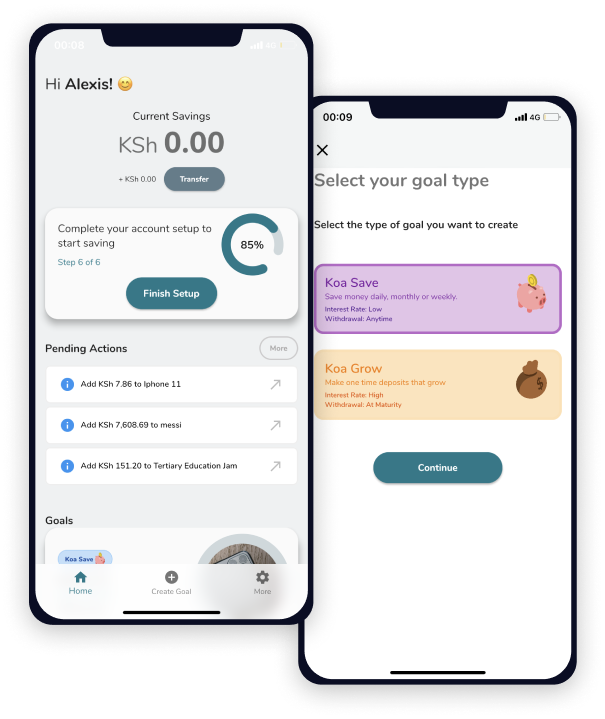 00:08
4G
Hi Alexis! 😊
Current Savings
KSh 0.00
+ KSh 0.00
Transfer
Complete your account setup to
start saving
Step 6 of 6
85%
Finish Setup
Pending Actions
More
Add KSh 7.86 to Iphone 11
Add KSh 7,608.69 to messi
Add KSh 151.20 to Tertiary Education Jam
Goals
Koa Save
Home
Create Goal
More
00:09
4G
Select your goal type
Select the type of goal you want to create
Koa Save
Save money daily, monthly or weekly.
Interest Rate: Low
Withdrawal: Anytime
Koa Grow
Make one time deposits that grow
Interest Rate: High
Withdrawal: At Maturity
$
Continue